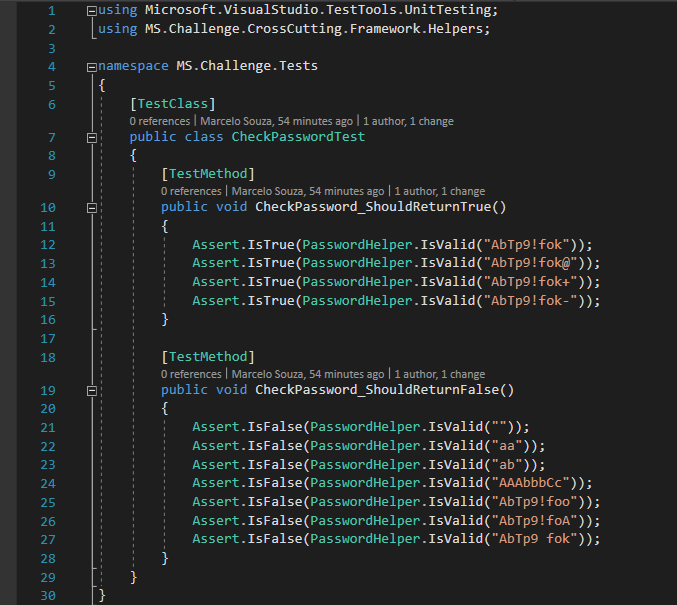 1 using Microsoft.VisualStudio.TestTools.UnitTesting;
2 using MS.Challenge.CrossCutting.Framework.Helpers;
3
4 namespace MS.Challenge.Tests
5 {
6 [TestClass]
0 references | Marcelo Souza, 54 minutes ago | 1 author, 1 change
7 public class CheckPasswordTest
8 {
9 [TestMethod]
0 references | Marcelo Souza, 54 minutes ago | 1 author, 1 change
10 public void CheckPassword_ShouldReturnTrue()
11 {
12 Assert.IsTrue(PasswordHelper.IsValid("AbTp9!fok"));
13 Assert.IsTrue(PasswordHelper.IsValid("AbTp9!fok@"));
14 Assert.IsTrue(PasswordHelper.IsValid("AbTp9!fok+"));
15 Assert.IsTrue(PasswordHelper.IsValid("AbTp9!fok-"));
16 }
17
18 [TestMethod]
0 references | Marcelo Souza, 54 minutes ago | 1 author, 1 change
19 public void CheckPassword_ShouldReturnFalse()
20 {
21 Assert.IsFalse(PasswordHelper.IsValid(""));
22 Assert.IsFalse(PasswordHelper.IsValid("aa"));
23 Assert.IsFalse(PasswordHelper.IsValid("ab"));
24 Assert.IsFalse(PasswordHelper.IsValid("AAAbbbCc"));
25 Assert.IsFalse(PasswordHelper.IsValid("AbTp9!foo"));
26 Assert.IsFalse(PasswordHelper.IsValid("AbTp9!foA"));
27 Assert.IsFalse(PasswordHelper.IsValid("AbTp9 fok"));
28 }
29 }
30 }